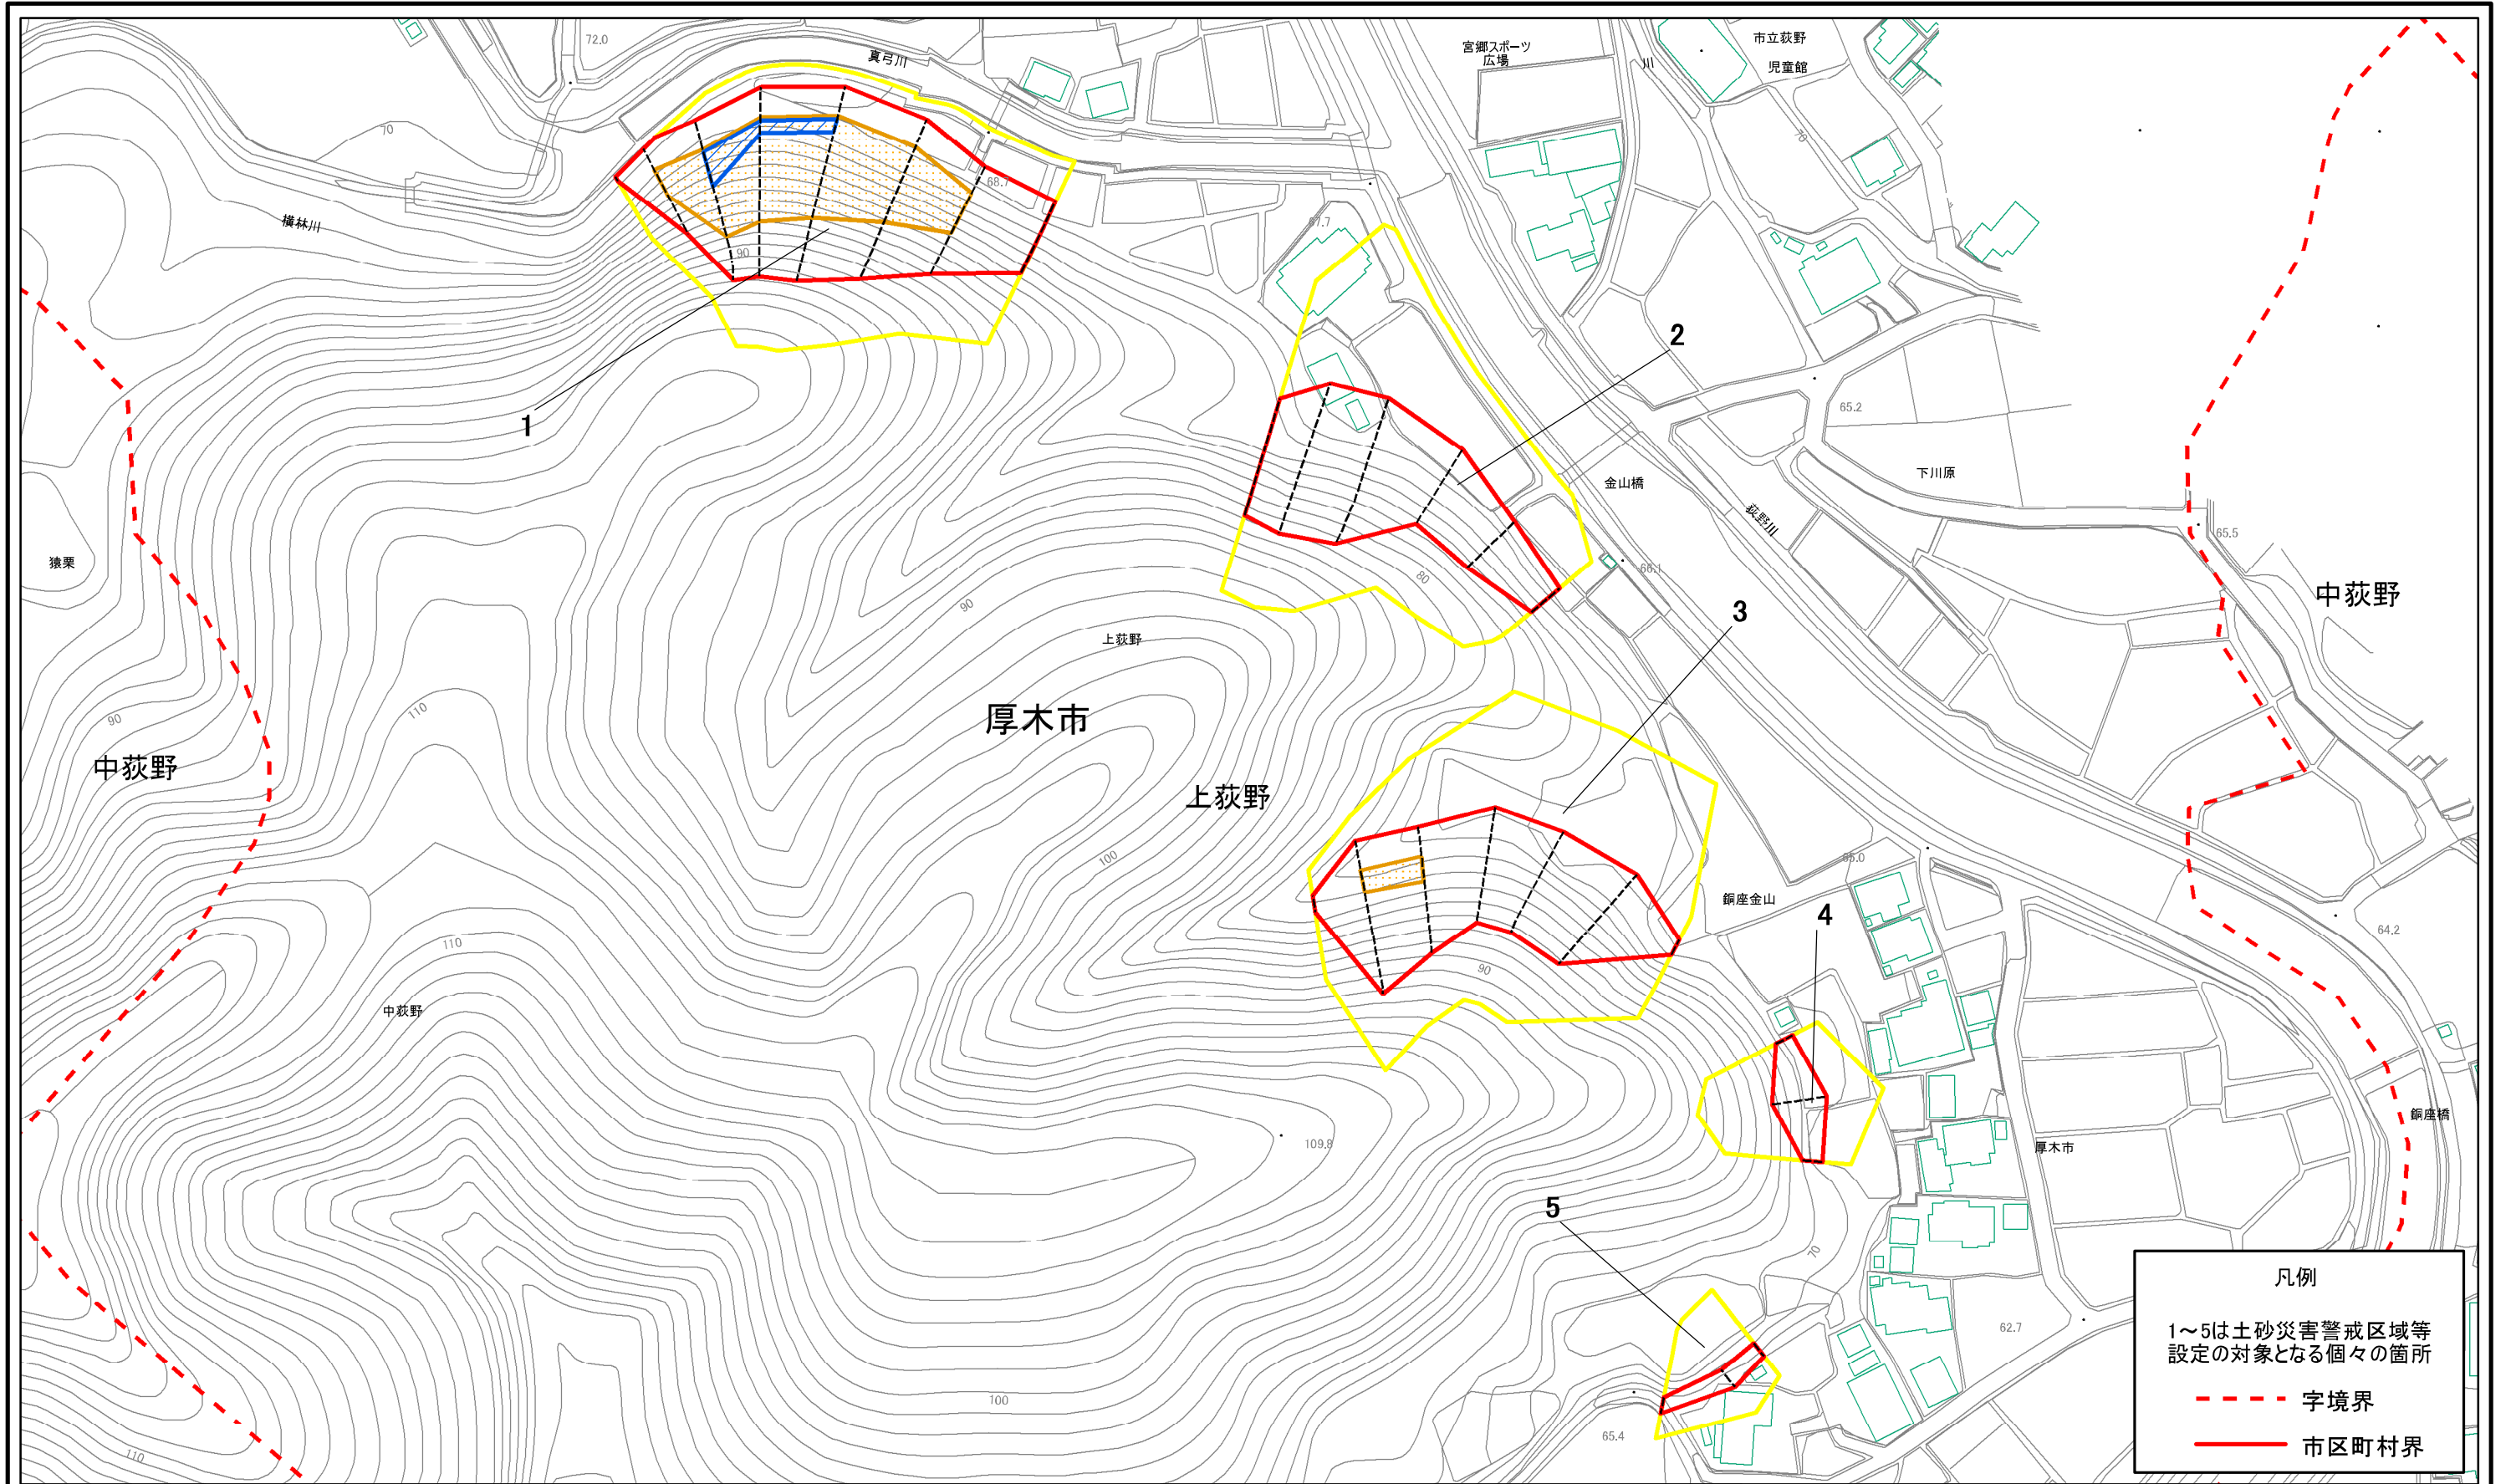 72.0
真弓川
宮郷スポーツ
広場
川
市立荻野
児童館
70
70
68.7
横林川
67.7
90
2
1
65.2
下川原
金山橋
荻野川
65.5
猿栗
80
66.1
中荻野
90
上荻野
3
厚木市
110
90
中荻野
上荻野
100
65.0
銅座金山
4
64.2
110
90
中荻野
109.8
銅座橋
厚木市
5
70
62.7
100
65.4
110
凡例
1~5は土砂災害警戒区域等
設定の対象となる個々の箇所
字境界
市区町村界